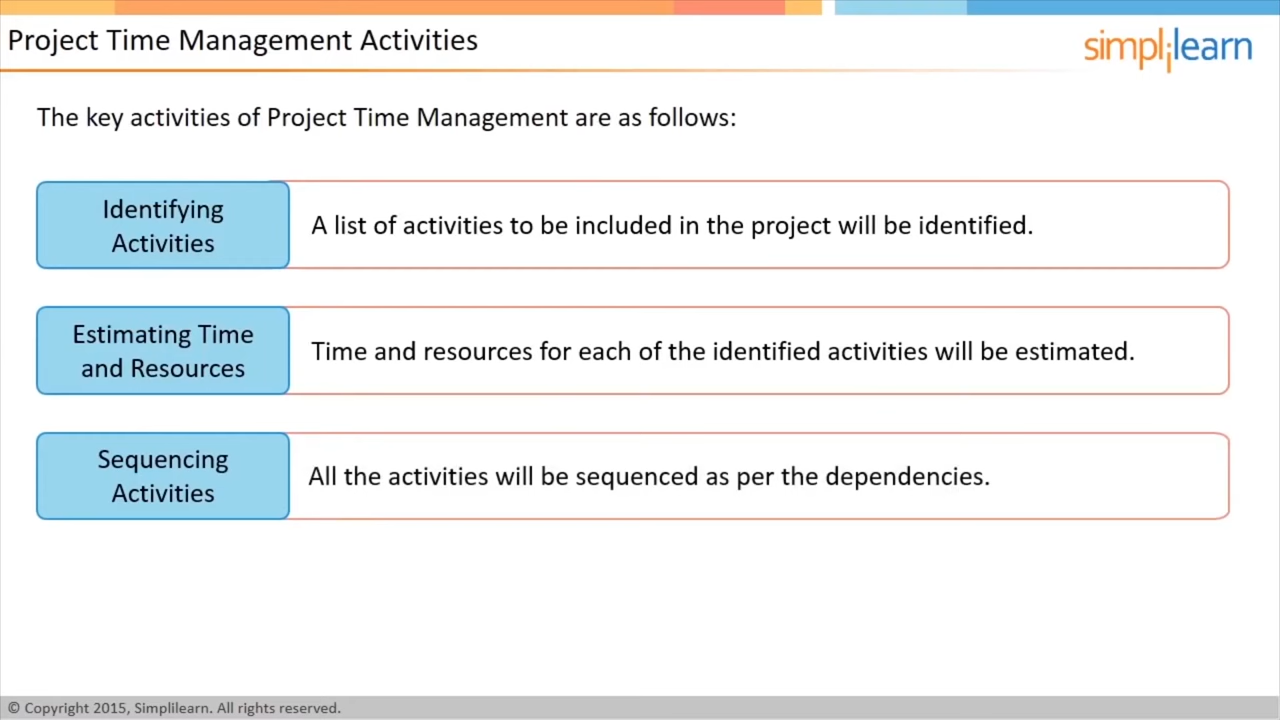 Project Time Management Activities
simplilearn
The key activities of Project Time Management are as follows:
Identifying
Activities
A list of activities to be included in the project will be identified.
Estimating Time
and Resources
Time and resources for each of the identified activities will be estimated.
Sequencing
Activities
All the activities will be sequenced as per the dependencies.
© Copyright 2015, Simplilearn. All rights reserved.